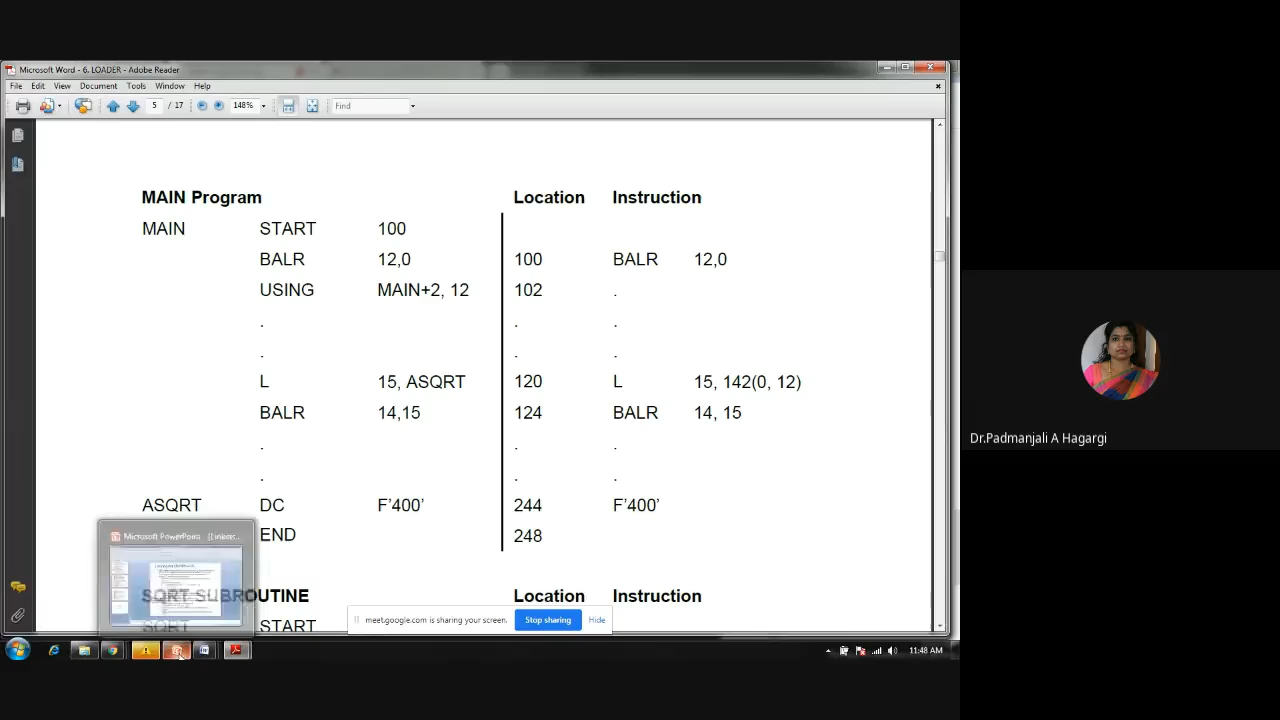 Microsoft Word - 6. LOADER - Adobe Reader
File Edit View Document Tools Window Help
5 / 17 148% Find
MAIN Program Location Instruction
MAIN START 100
BALR 12,0 100 BALR 12,0
USING MAIN+2, 12 102 .
. . .
. . .
L 15, ASQRT 120 L 15, 142(0, 12)
BALR 14,15 124 BALR 14, 15
. . .
. . .
ASQRT DC F'400' 244 F'400'
END 248
Microsoft PowerPoint - [Linkers...
SQRT SUBROUTINE Location Instruction
SQRT START
meet.google.com is sharing your screen. Stop sharing Hide
11:48 AM
Dr.Padmanjali A Hagargi